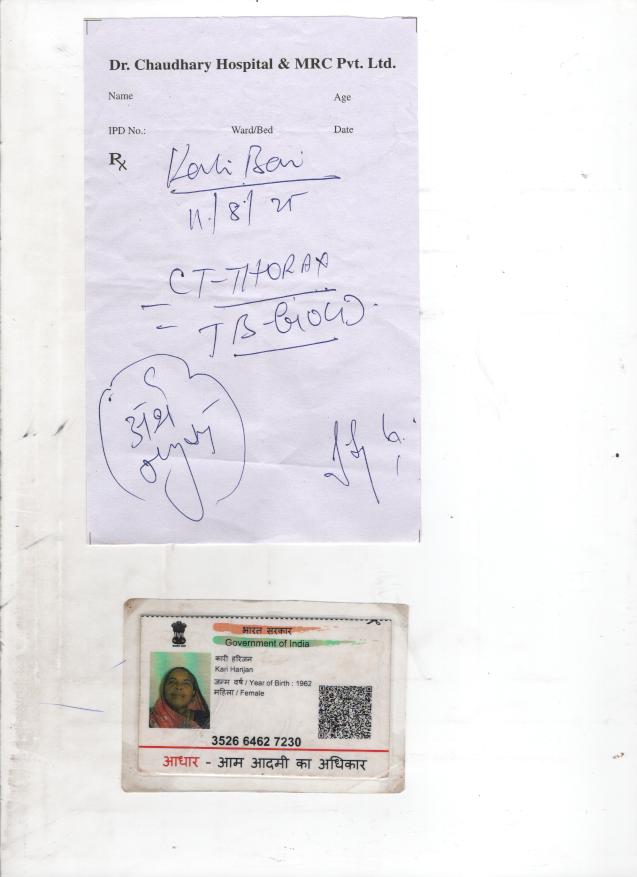 Dr. Chaudhary Hospital & MRC Pvt. Ltd.
Name Age
IPD No.: Ward/Bed Date
Rx
Kali Bai
11/8/25
CT-THORAX
TB-Gold
भारत सरकार
Government of India
कारी हरिजन
Kari Harijan
जन्म वर्ष / Year of Birth : 1962
महिला / Female
3526 6462 7230
आधार - आम आदमी का अधिकार